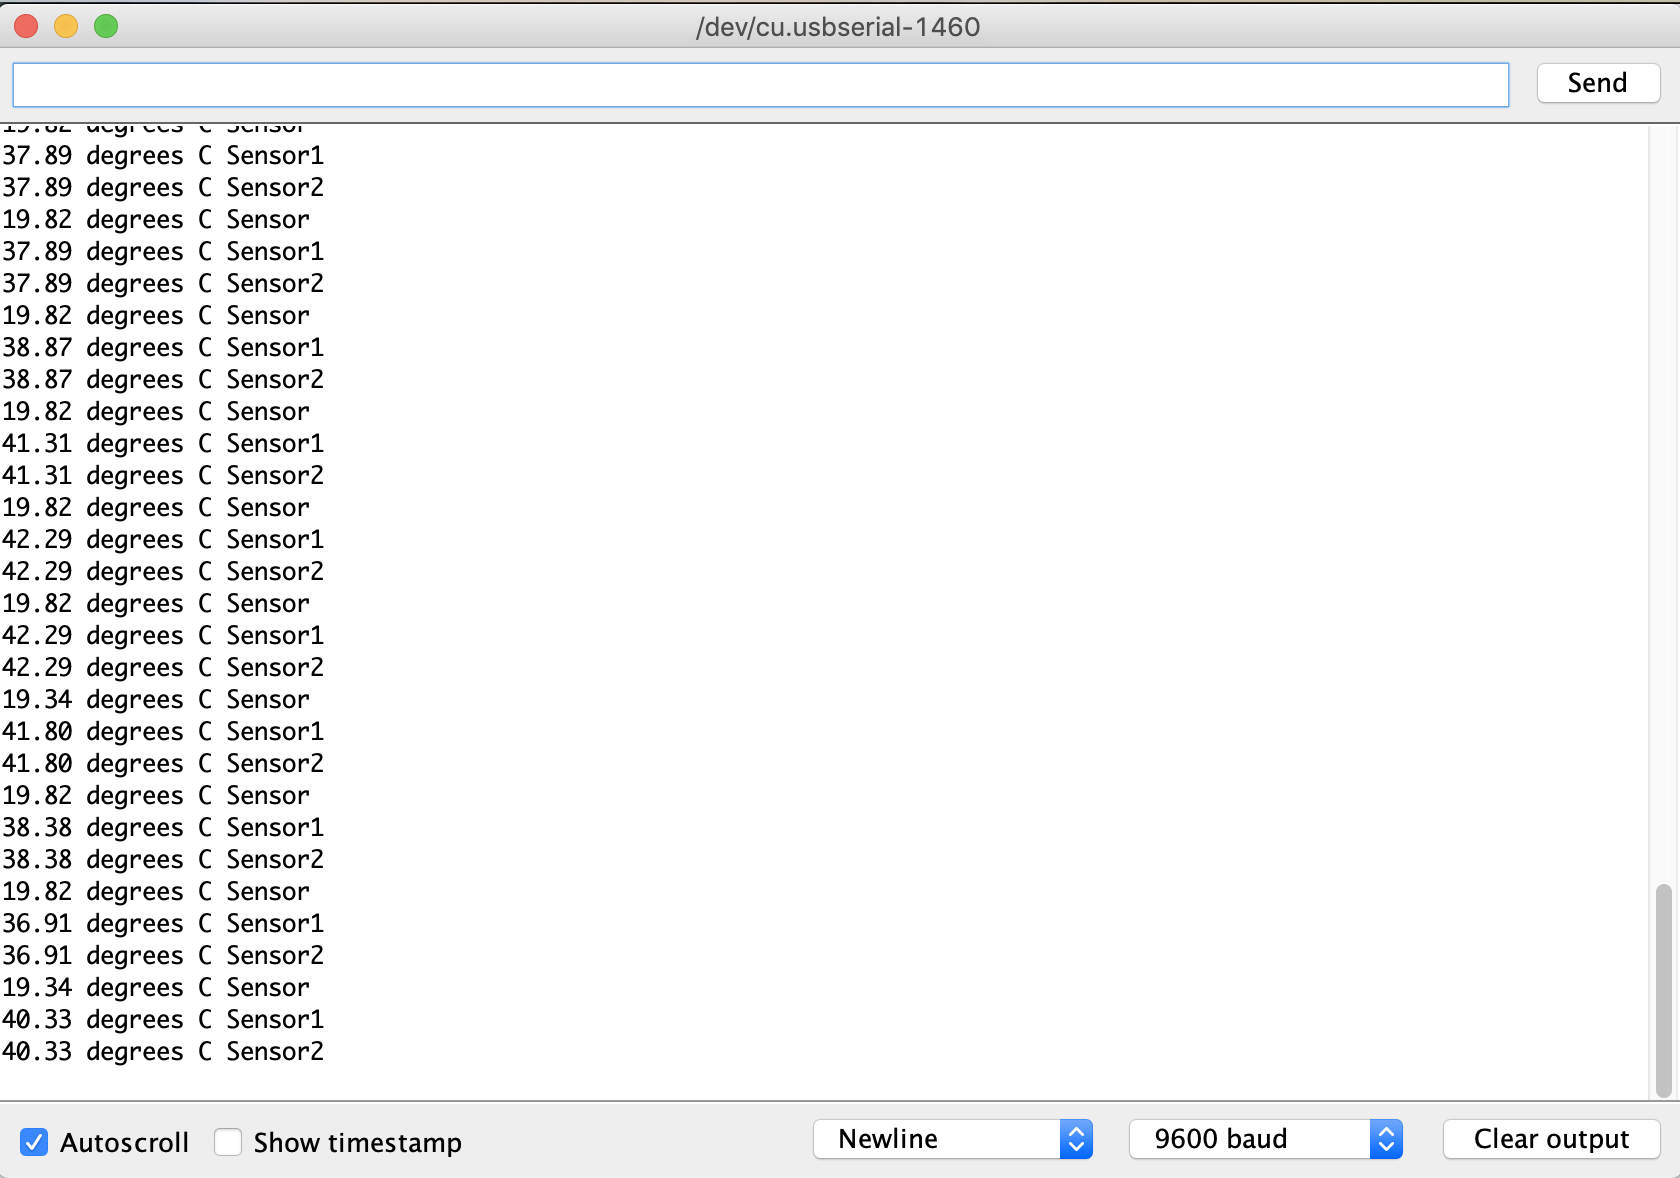 /dev/cu.usbserial-1460
Send
19.82 degrees C Sensor
37.89 degrees C Sensor1
37.89 degrees C Sensor2
19.82 degrees C Sensor
37.89 degrees C Sensor1
37.89 degrees C Sensor2
19.82 degrees C Sensor
38.87 degrees C Sensor1
38.87 degrees C Sensor2
19.82 degrees C Sensor
41.31 degrees C Sensor1
41.31 degrees C Sensor2
19.82 degrees C Sensor
42.29 degrees C Sensor1
42.29 degrees C Sensor2
19.82 degrees C Sensor
42.29 degrees C Sensor1
42.29 degrees C Sensor2
19.34 degrees C Sensor
41.80 degrees C Sensor1
41.80 degrees C Sensor2
19.82 degrees C Sensor
38.38 degrees C Sensor1
38.38 degrees C Sensor2
19.82 degrees C Sensor
36.91 degrees C Sensor1
36.91 degrees C Sensor2
19.34 degrees C Sensor
40.33 degrees C Sensor1
40.33 degrees C Sensor2
Autoscroll Show timestamp Newline 9600 baud Clear output